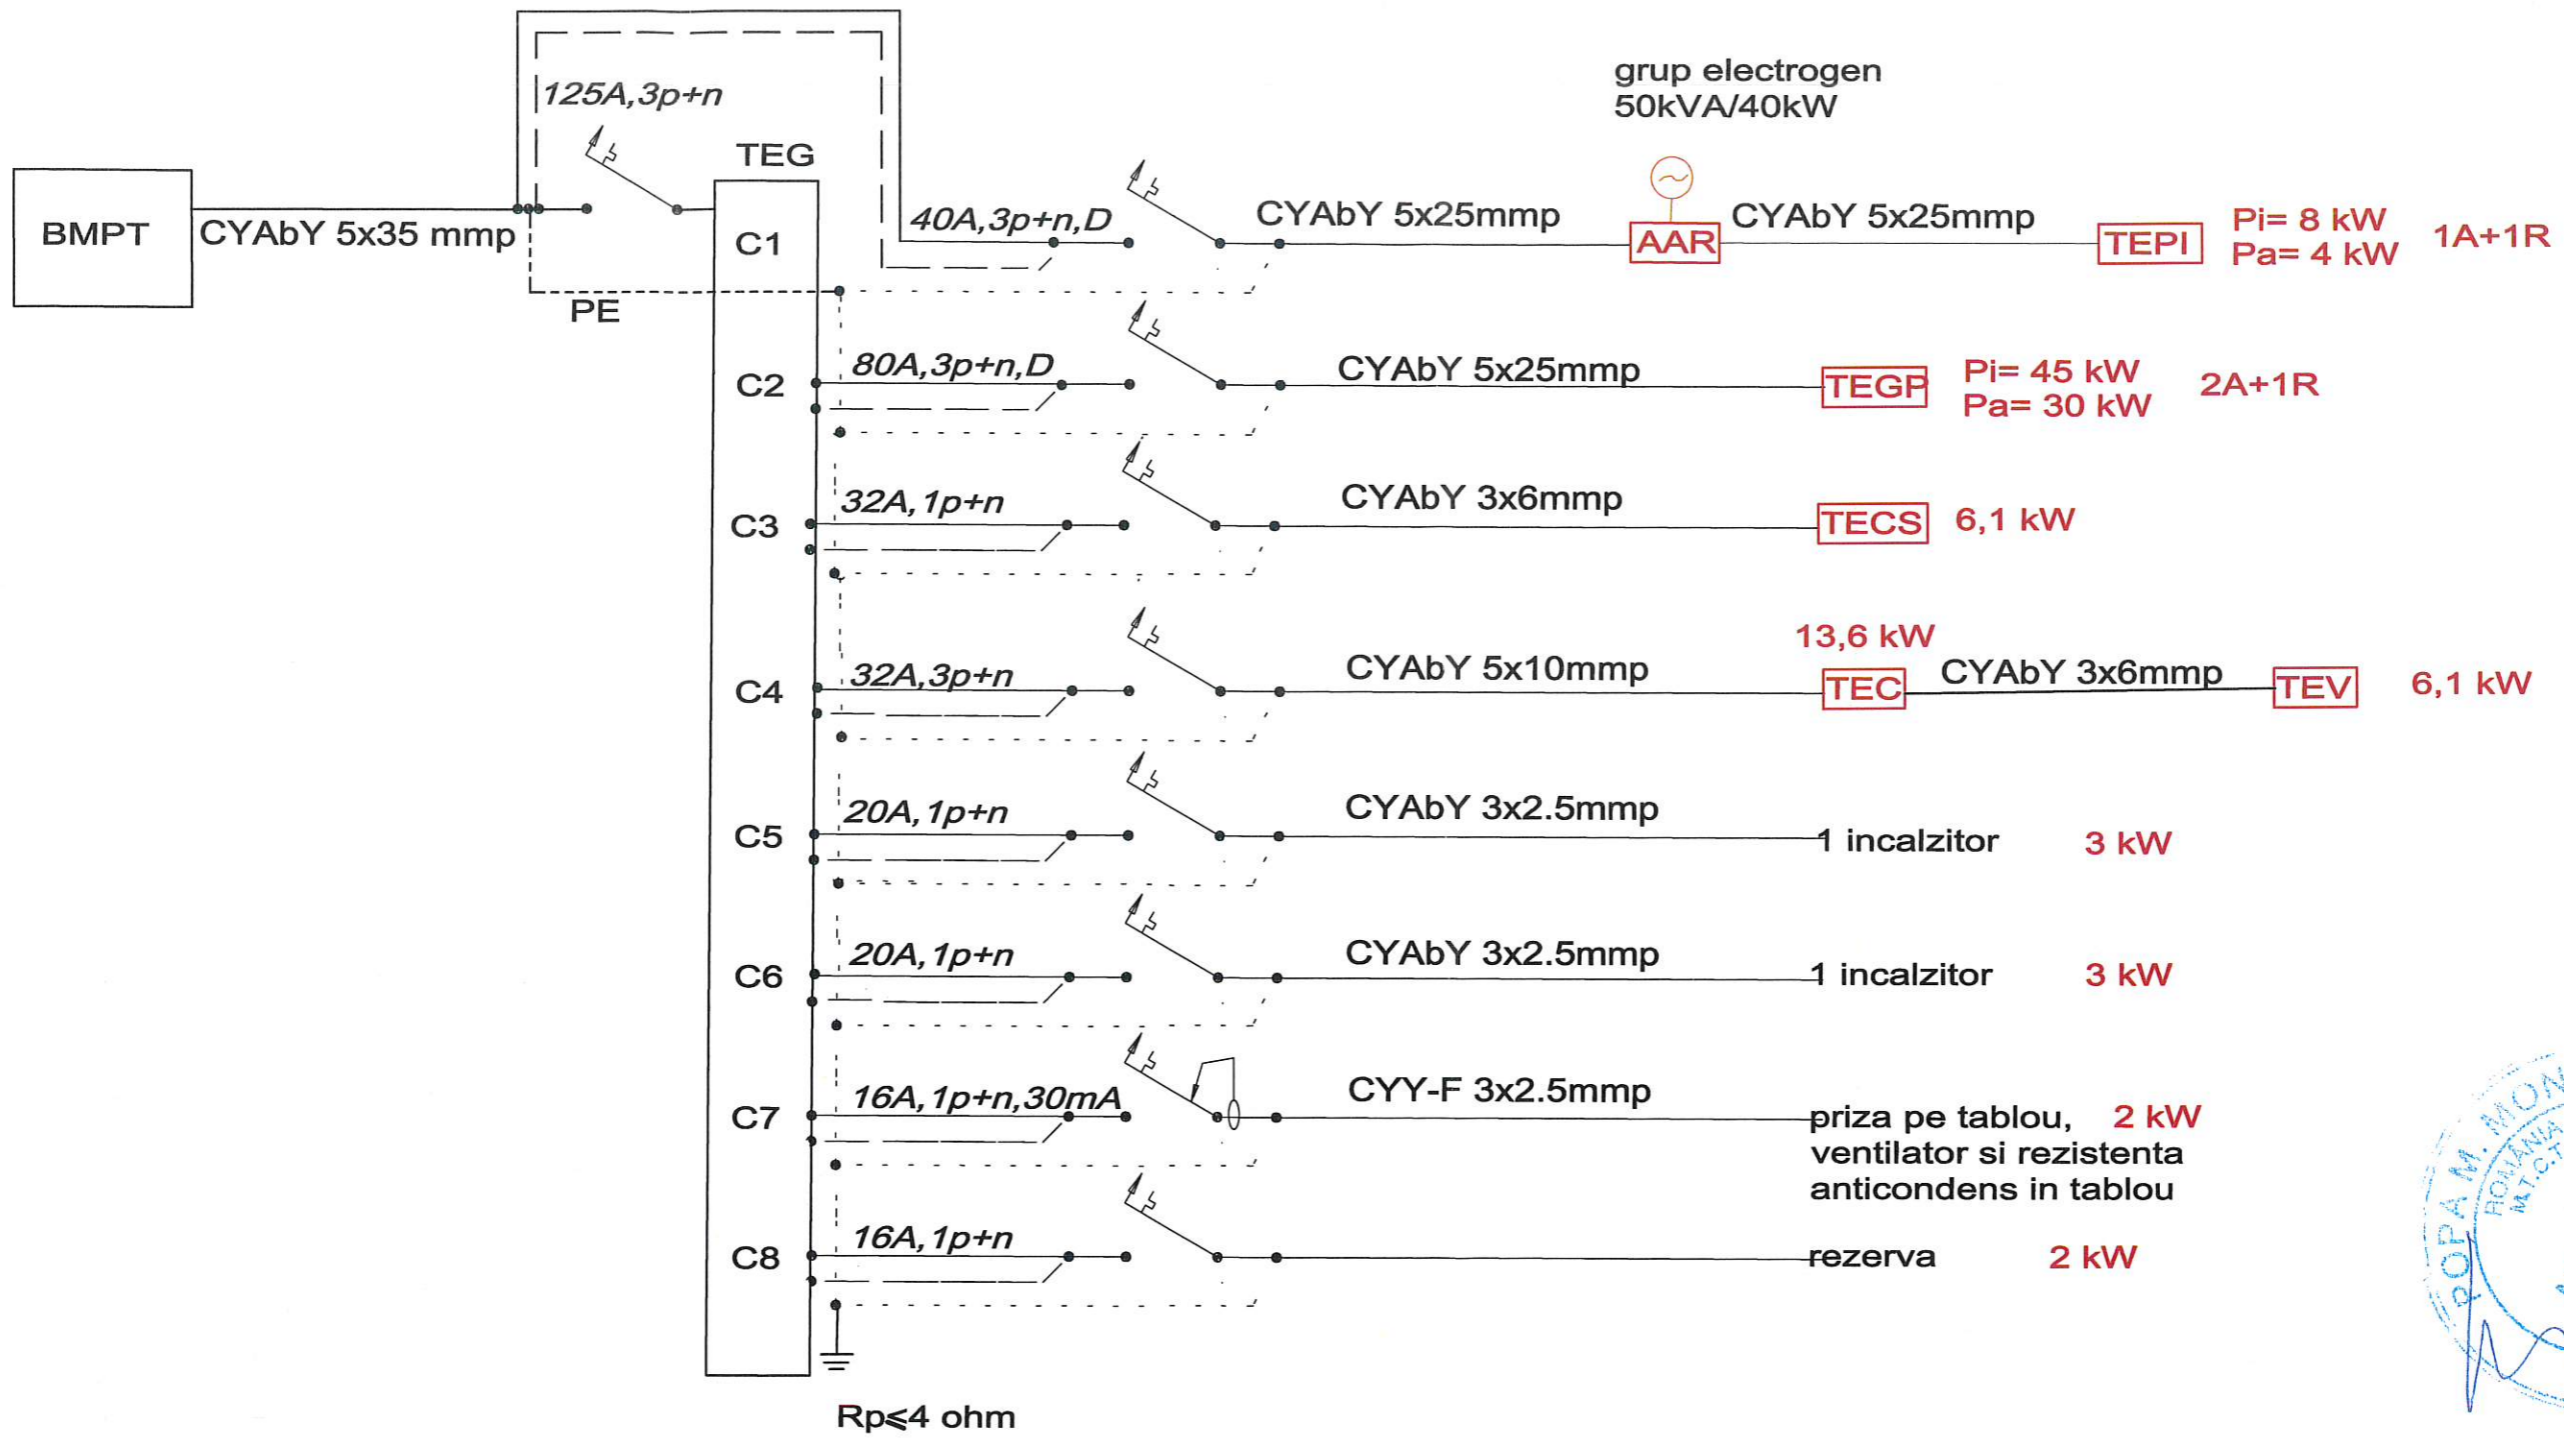 grup electrogen
50kVA/40kW
125A,3p+n
TEG
BMPT
CYAbY 5x35 mmp
C1
40A,3p+n,D
CYAbY 5x25mmp
AAR
CYAbY 5x25mmp
TEPI
Pi= 8 kW
Pa= 4 kW
1A+1R
PE
C2
80A,3p+n,D
CYAbY 5x25mmp
TEGP
Pi= 45 kW
Pa= 30 kW
2A+1R
C3
32A,1p+n
CYAbY 3x6mmp
TECS
6,1 kW
C4
32A,3p+n
CYAbY 5x10mmp
13,6 kW
TEC
CYAbY 3x6mmp
TEV
6,1 kW
C5
20A,1p+n
CYAbY 3x2.5mmp
1 incalzitor
3 kW
C6
20A,1p+n
CYAbY 3x2.5mmp
1 incalzitor
3 kW
C7
16A,1p+n,30mA
CYY-F 3x2.5mmp
priza pe tablou, 2 kW
ventilator si rezistenta
anticondens in tablou
C8
16A,1p+n
rezerva
2 kW
Rp⩽4 ohm
POPA M.
ROMANIA